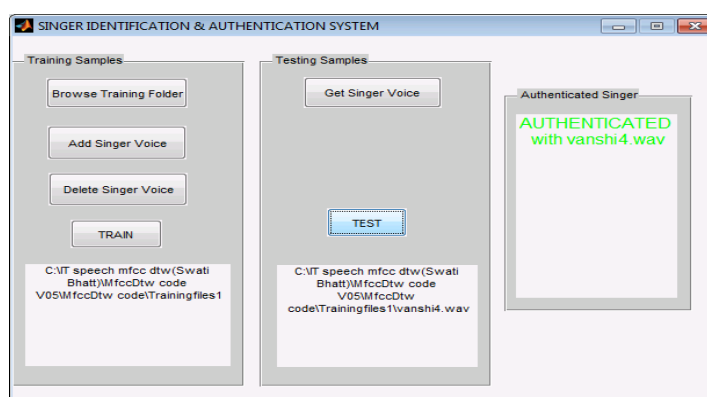 SINGER IDENTIFICATION & AUTHENTICATION SYSTEM
Training Samples
Browse Training Folder
Add Singer Voice
Delete Singer Voice
TRAIN
C:\IT speech mfcc dtw(Swati
Bhatt)\MfccDtw code
V05\MfccDtw code\Trainingfiles1
Testing Samples
Get Singer Voice
TEST
C:\IT speech mfcc dtw(Swati
Bhatt)\MfccDtw code
V05\MfccDtw
code\Trainingfiles1\vanshi4.wav
Authenticated Singer
AUTHENTICATED
with vanshi4.wav